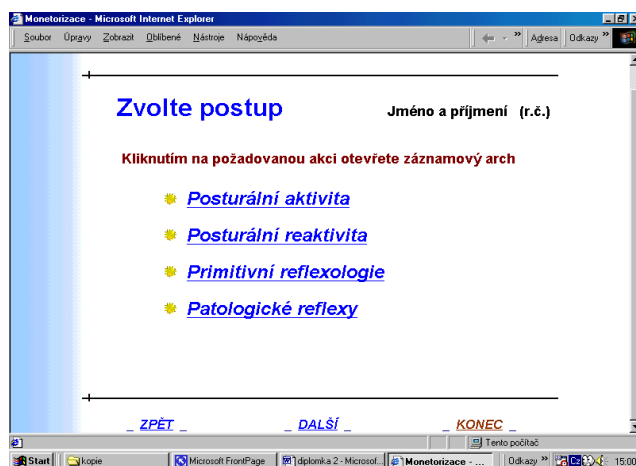 Monetorizace - Microsoft Internet Explorer
Soubor Úpravy Zobrazit Oblíbené Nástroje Nápověda » Adresa Odkazy »
Zvolte postup Jméno a příjmení (r.č.)
Kliknutím na požadovanou akci otevřete záznamový arch
Posturální aktivita
Posturální reaktivita
Primitivní reflexologie
Patologické reflexy
_ ZPĚT _ _ DALŠÍ _ _ KONEC _
Tento počítač
Start kopie Microsoft FrontPage diplomka 2 - Microsof... Monetorizace - ... Odkazy » Cz 15:00